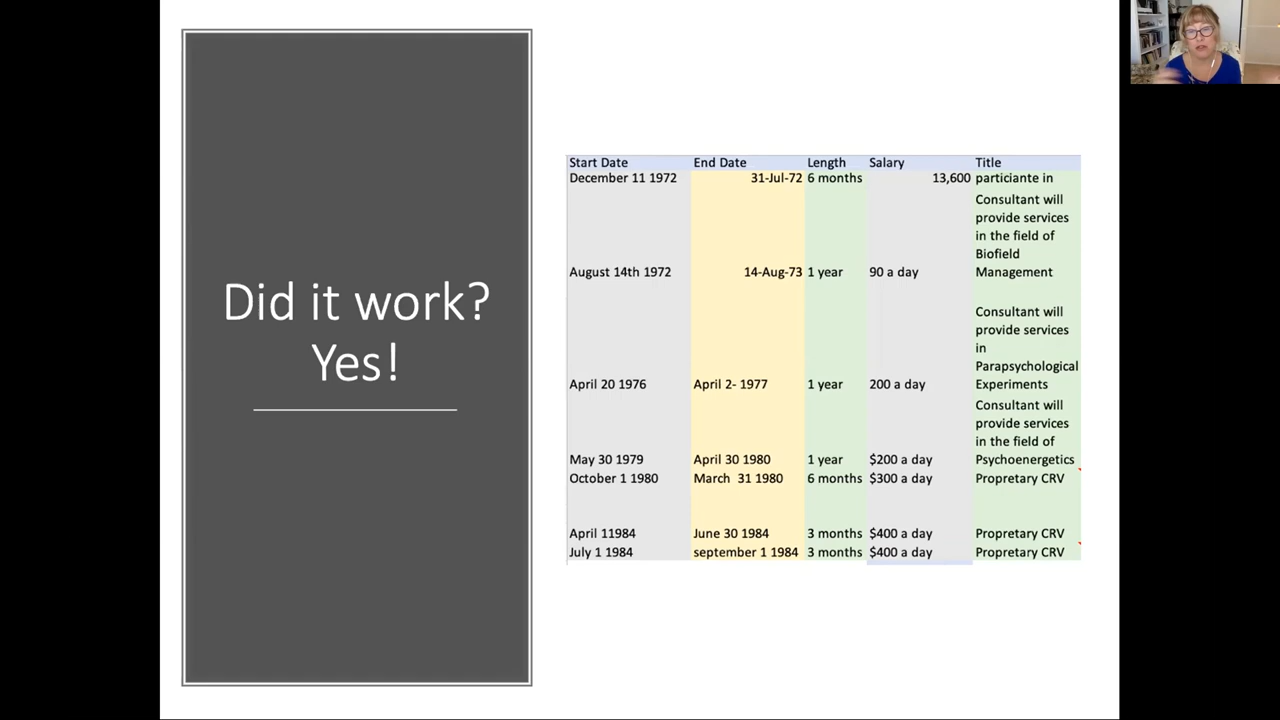 Did it work?
Yes!
Start Date End Date Length Salary Title
December 11 1972 31-Jul-72 6 months 13,600 particiante in
Consultant will
provide services
in the field of
Biofield
August 14th 1972 14-Aug-73 1 year 90 a day Management
Consultant will
provide services
in
Parapsychological
April 20 1976 April 2- 1977 1 year 200 a day Experiments
Consultant will
provide services
in the field of
May 30 1979 April 30 1980 1 year $200 a day Psychoenergetics
October 1 1980 March 31 1980 6 months $300 a day Propretary CRV
April 11984 June 30 1984 3 months $400 a day Propretary CRV
July 1 1984 september 1 1984 3 months $400 a day Propretary CRV